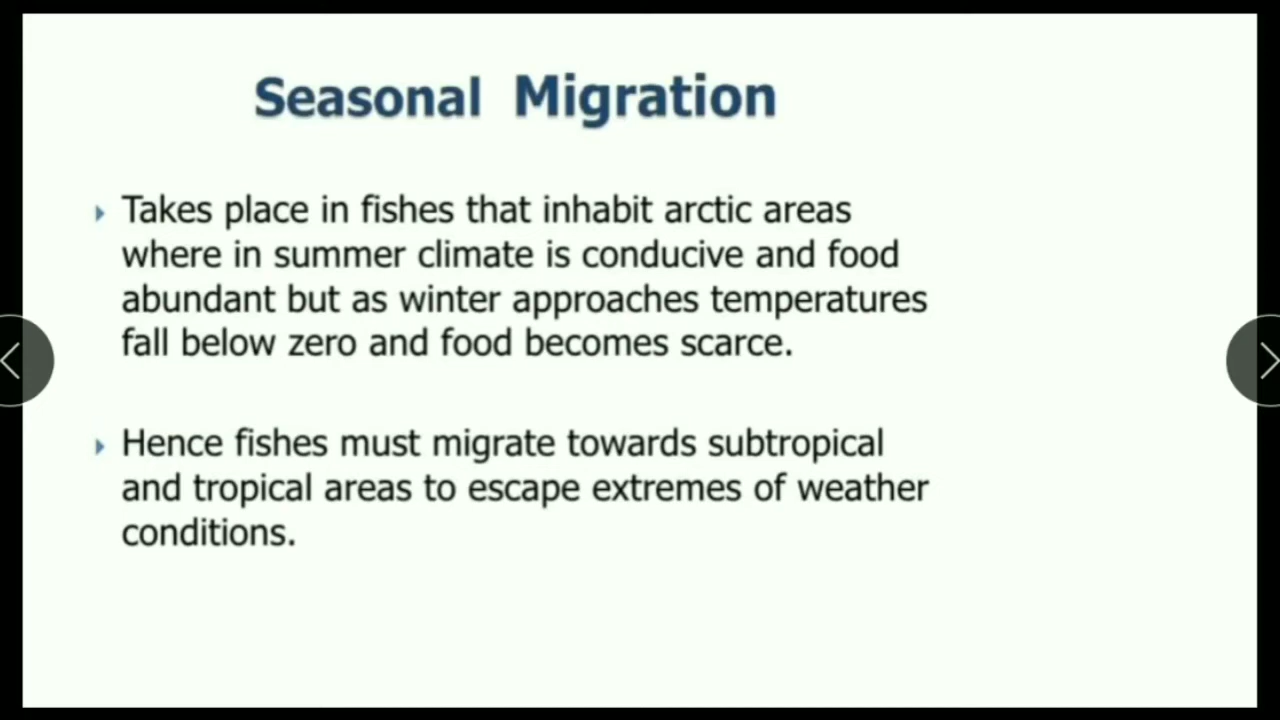 Seasonal Migration
Takes place in fishes that inhabit arctic areas
where in summer climate is conducive and food
abundant but as winter approaches temperatures
fall below zero and food becomes scarce.
Hence fishes must migrate towards subtropical
and tropical areas to escape extremes of weather
conditions.